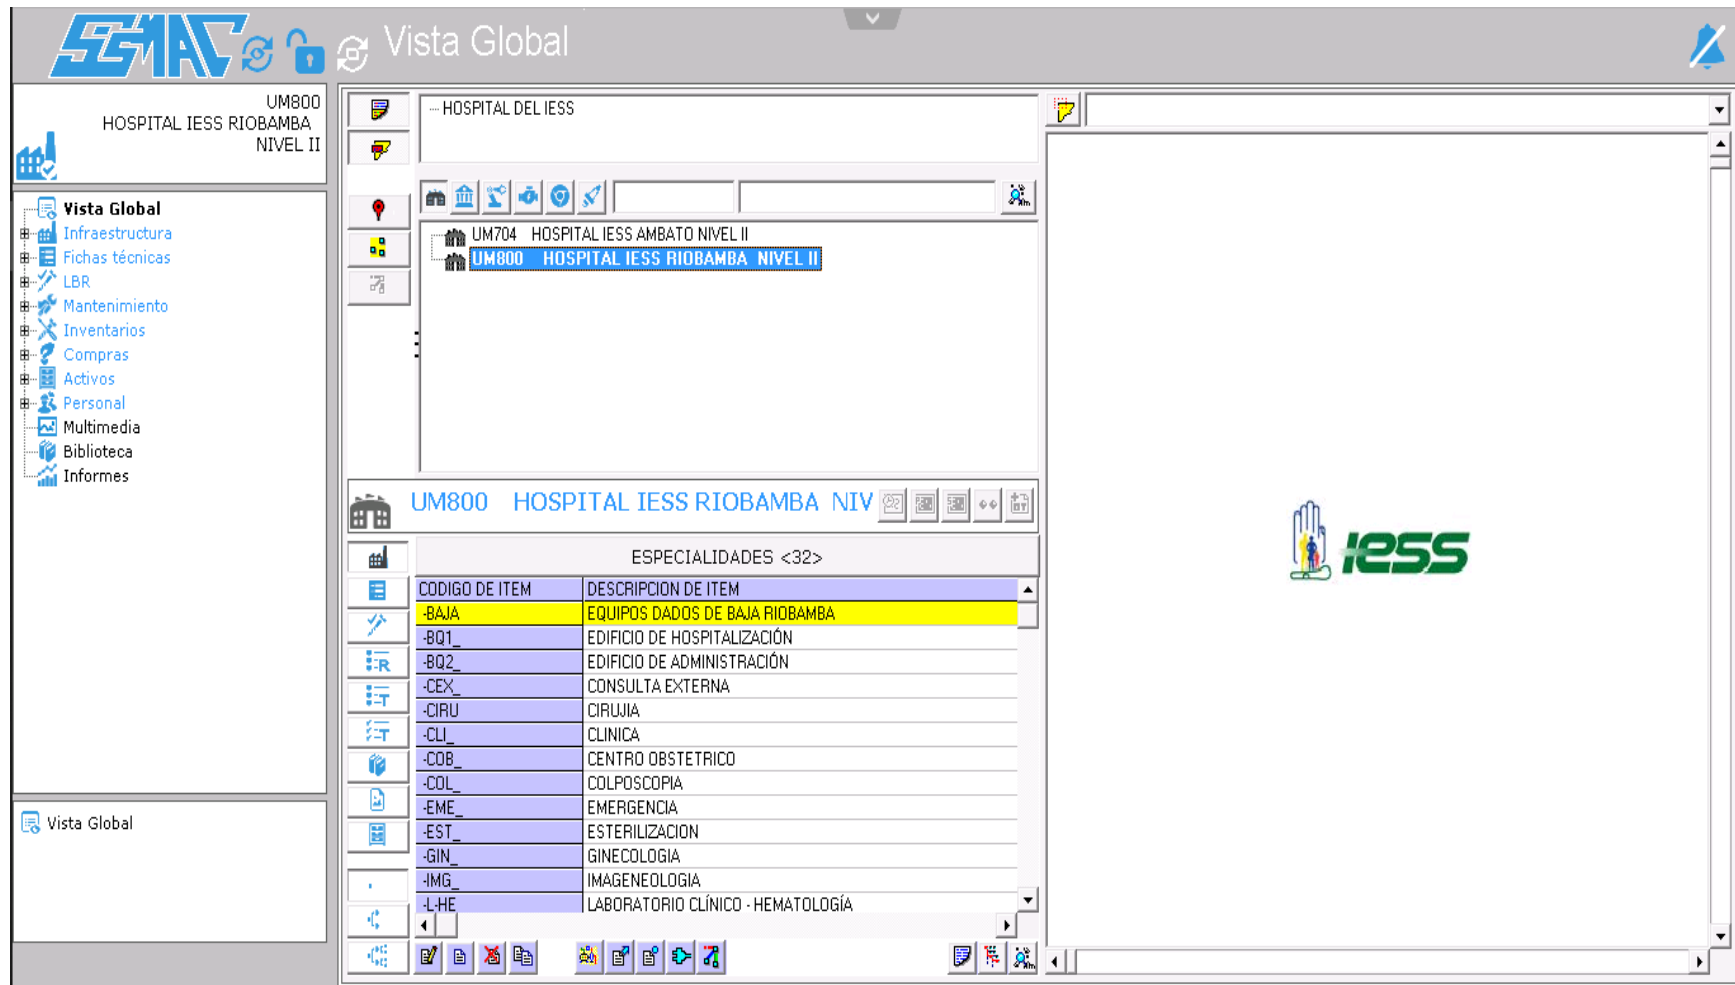 SISMAC
Vista Global
UM800
HOSPITAL IESS RIOBAMBA
NIVEL II
Vista Global
Infraestructura
Fichas técnicas
LBR
Mantenimiento
Inventarios
Compras
Activos
Personal
Multimedia
Biblioteca
Informes
Vista Global
HOSPITAL DEL IESS
UM704 HOSPITAL IESS AMBATO NIVEL II
UM800 HOSPITAL IESS RIOBAMBA NIVEL II
UM800 HOSPITAL IESS RIOBAMBA NIV
ESPECIALIDADES <32>
CODIGO DE ITEM DESCRIPCION DE ITEM
-BAJA EQUIPOS DADOS DE BAJA RIOBAMBA
-BQ1_ EDIFICIO DE HOSPITALIZACIÓN
-BQ2_ EDIFICIO DE ADMINISTRACIÓN
-CEX_ CONSULTA EXTERNA
-CIRU CIRUJIA
-CLI_ CLINICA
-COB_ CENTRO OBSTETRICO
-COL_ COLPOSCOPIA
-EME_ EMERGENCIA
-EST_ ESTERILIZACION
-GIN_ GINECOLOGIA
-IMG_ IMAGENEOLOGIA
-L-HE LABORATORIO CLÍNICO - HEMATOLOGÍA
IESS